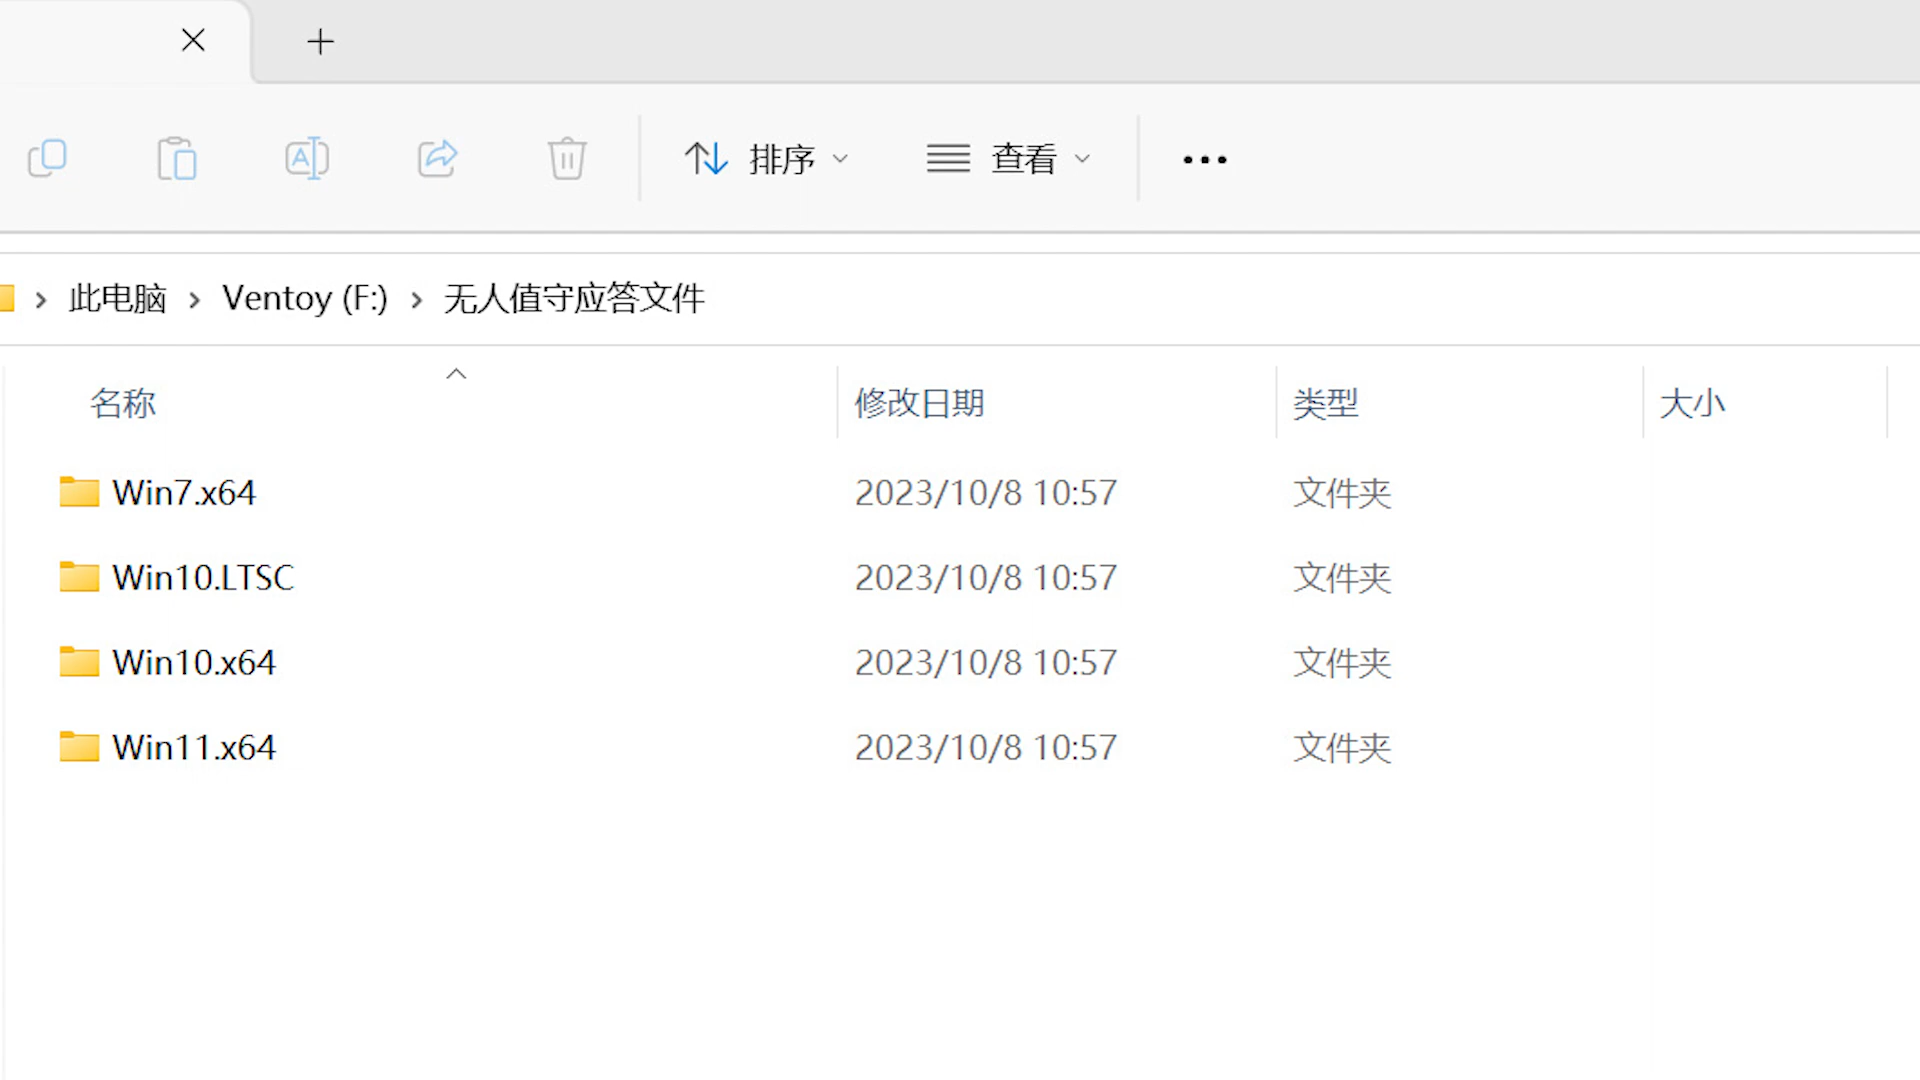 排序 查看
此电脑 > Ventoy (F:) > 无人值守应答文件
名称 修改日期 类型 大小
Win7.x64 2023/10/8 10:57 文件夹
Win10.LTSC 2023/10/8 10:57 文件夹
Win10.x64 2023/10/8 10:57 文件夹
Win11.x64 2023/10/8 10:57 文件夹